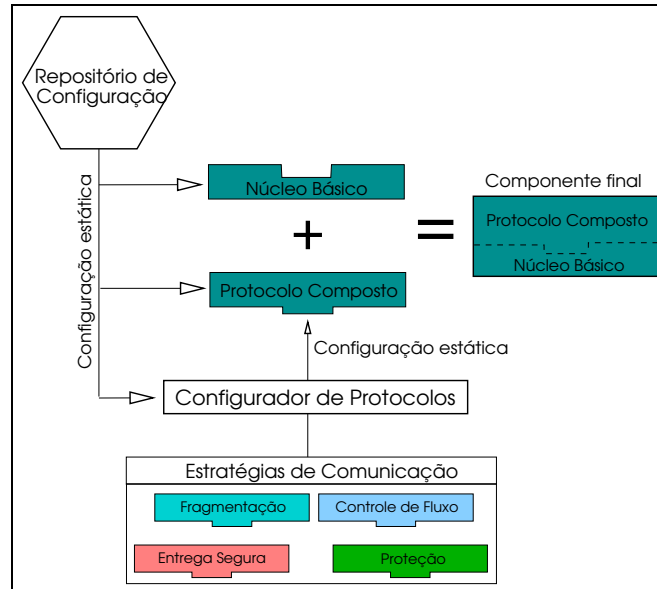 Repositório de
Configuração
Configuração estática
Núcleo Básico
+
=
Componente final
Protocolo Composto
Núcleo Básico
Protocolo Composto
Configuração estática
Configurador de Protocolos
Estratégias de Comunicação
Fragmentação
Controle de Fluxo
Entrega Segura
Proteção